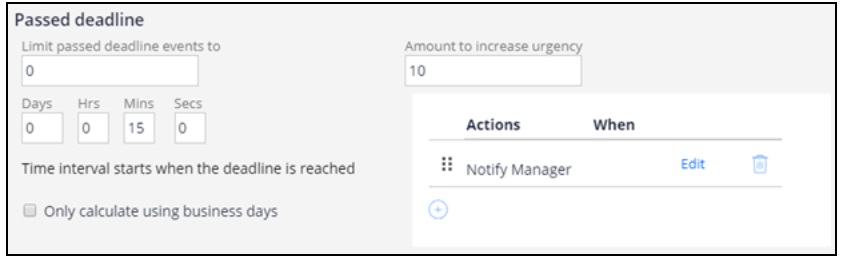 Passed deadline
Limit passed deadline events to
0
Amount to increase urgency
10
Days Hrs Mins Secs
0 0 15 0
Time interval starts when the deadline is reached
Only calculate using business days
Actions When
Notify Manager Edit